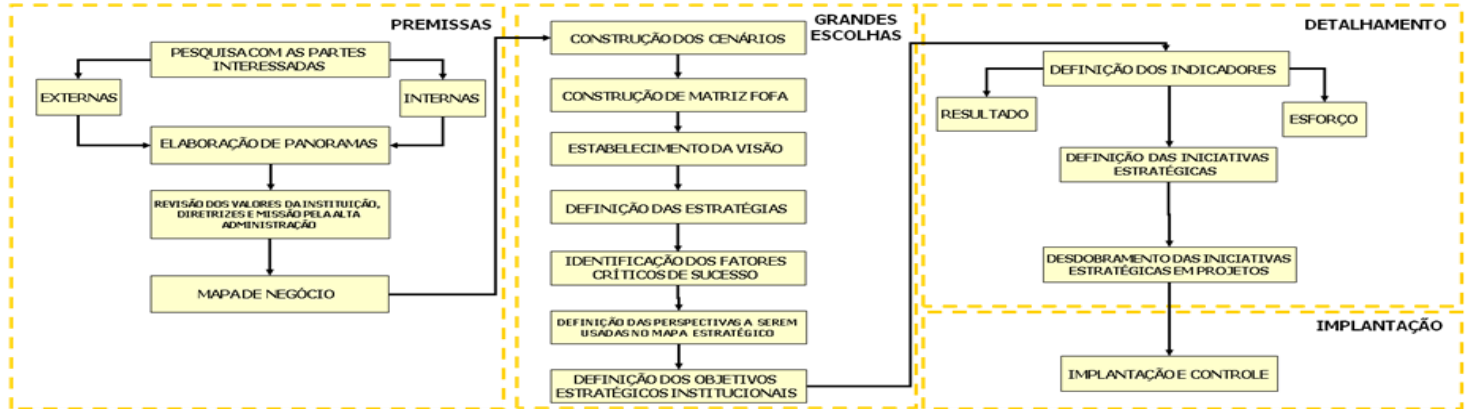 PREMISSAS
PESQUISA COM AS PARTES
INTERESSADAS
EXTERNAS
INTERNAS
ELABORAÇÃO DE PANORAMAS
REVISÃO DOS VALORES DA INSTITUIÇÃO,
DIRETRIZES E MISSÃO PELA ALTA
ADMINISTRAÇÃO
MAPA DE NEGÓCIO
GRANDES
ESCOLHAS
CONSTRUÇÃO DOS CENÁRIOS
CONSTRUÇÃO DE MATRIZ FOFA
ESTABELECIMENTO DA VISÃO
DEFINIÇÃO DAS ESTRATÉGIAS
IDENTIFICAÇÃO DOS FATORES
CRÍTICOS DE SUCESSO
DEFINIÇÃO DAS PERSPECTIVAS A SEREM
USADAS NO MAPA ESTRATÉGICO
DEFINIÇÃO DOS OBJETIVOS
ESTRATÉGICOS INSTITUCIONAIS
DETALHAMENTO
DEFINIÇÃO DOS INDICADORES
RESULTADO
ESFORÇO
DEFINIÇÃO DAS INICIATIVAS
ESTRATÉGICAS
DESDOBRAMENTO DAS INICIATIVAS
ESTRATÉGICAS EM PROJETOS
IMPLANTAÇÃO
IMPLANTAÇÃO E CONTROLE